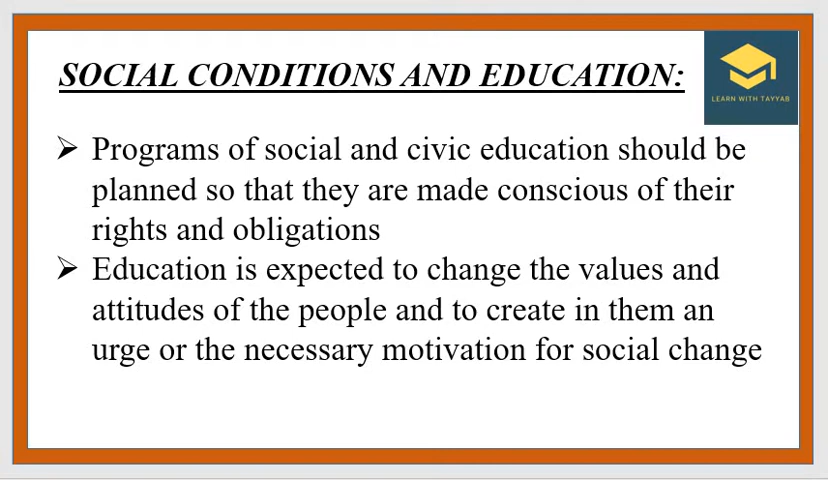 SOCIAL CONDITIONS AND EDUCATION:
LEARN WITH TAYYAB
➢ Programs of social and civic education should be
planned so that they are made conscious of their
rights and obligations
➢ Education is expected to change the values and
attitudes of the people and to create in them an
urge or the necessary motivation for social change